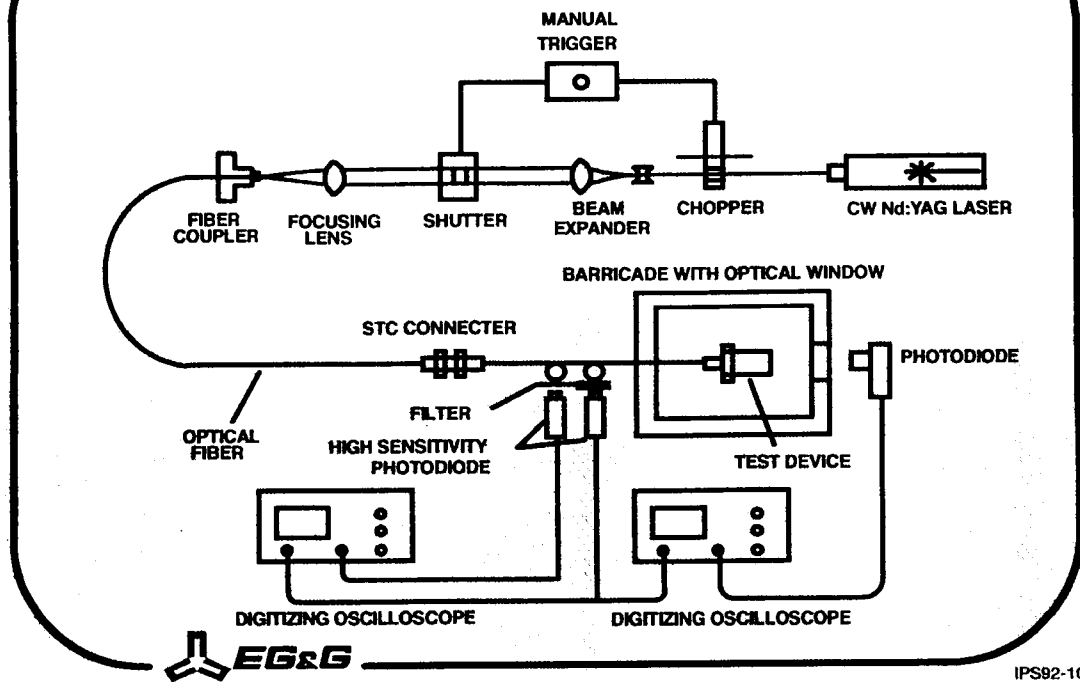 MANUAL
TRIGGER
FIBER
COUPLER
FOCUSING
LENS
SHUTTER
BEAM
EXPANDER
CHOPPER
CW Nd:YAG LASER
BARRICADE WITH OPTICAL WINDOW
STC CONNECTER
PHOTODIODE
FILTER
OPTICAL
FIBER
HIGH SENSITIVITY
PHOTODIODE
TEST DEVICE
DIGITIZING OSCILLOSCOPE
DIGITIZING OSCILLOSCOPE
EG&G